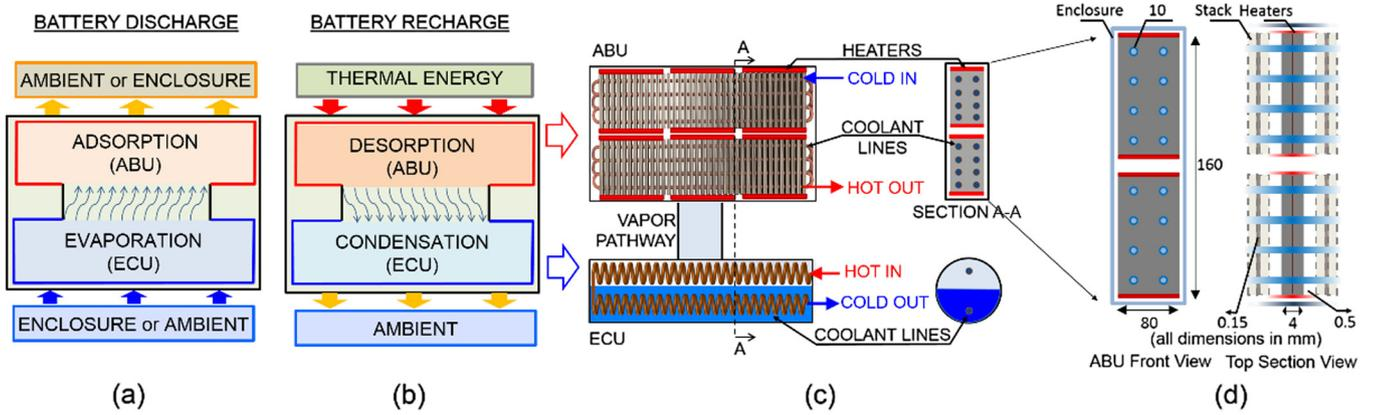 BATTERY DISCHARGE
AMBIENT or ENCLOSURE
ADSORPTION
(ABU)
EVAPORATION
(ECU)
ENCLOSURE or AMBIENT
(a)
BATTERY RECHARGE
THERMAL ENERGY
DESORPTION
(ABU)
CONDENSATION
(ECU)
AMBIENT
(b)
ABU
A
HEATERS
COLD IN
COOLANT
LINES
HOT OUT
SECTION A-A
VAPOR
PATHWAY
HOT IN
COLD OUT
ECU
A
COOLANT LINES
(c)
Enclosure
10
Stack Heaters
160
80
0.15
4
0.5
(all dimensions in mm)
ABU Front View
Top Section View
(d)